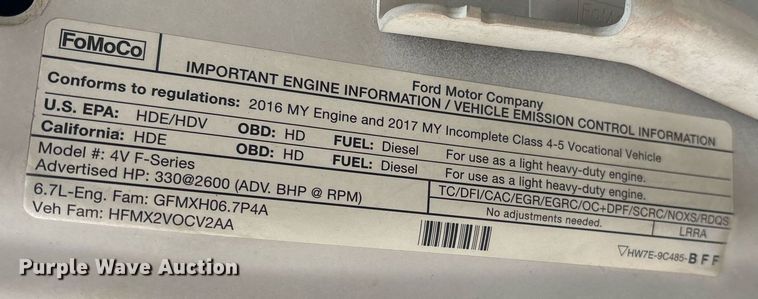 FoMoCo
Ford Motor Company
IMPORTANT ENGINE INFORMATION / VEHICLE EMISSION CONTROL INFORMATION
Conforms to regulations: 2016 MY Engine and 2017 MY Incomplete Class 4-5 Vocational Vehicle
U.S. EPA: HDE/HDV OBD: HD FUEL: Diesel For use as a light heavy-duty engine.
California: HDE OBD: HD FUEL: Diesel For use as a light heavy-duty engine.
Model #: 4V F-Series
Advertised HP: 330@2600 (ADV. BHP @ RPM)
TC/DFI/CAC/EGR/EGRC/OC+DPF/SCRC/NOXS/RDQS
6.7L-Eng. Fam: GFMXH06.7P4A
No adjustments needed. LRRA
Veh Fam: HFMX2VOCV2AA
HW7E-9C485-BFF
Purple Wave Auction